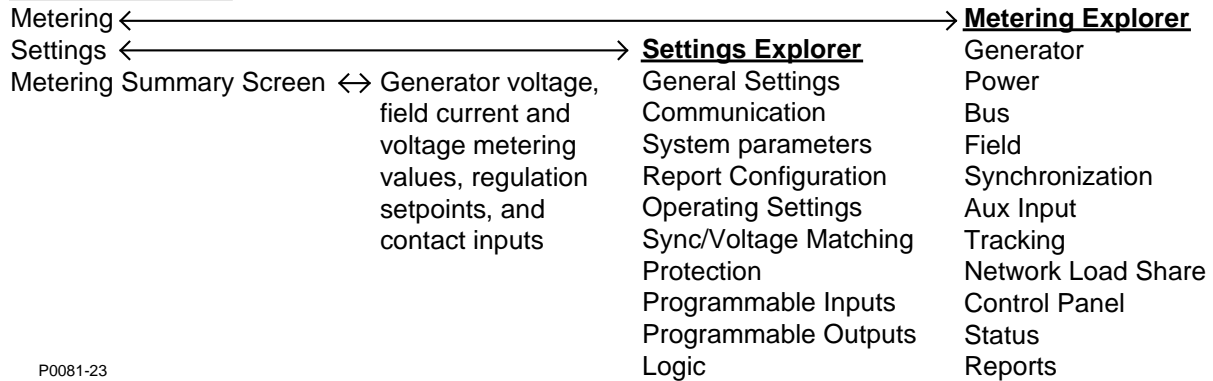 Metering
Settings
Metering Summary Screen
Generator voltage,
field current and
voltage metering
values, regulation
setpoints, and
contact inputs
Settings Explorer
General Settings
Communication
System parameters
Report Configuration
Operating Settings
Sync/Voltage Matching
Protection
Programmable Inputs
Programmable Outputs
Logic
Metering Explorer
Generator
Power
Bus
Field
Synchronization
Aux Input
Tracking
Network Load Share
Control Panel
Status
Reports
P0081-23